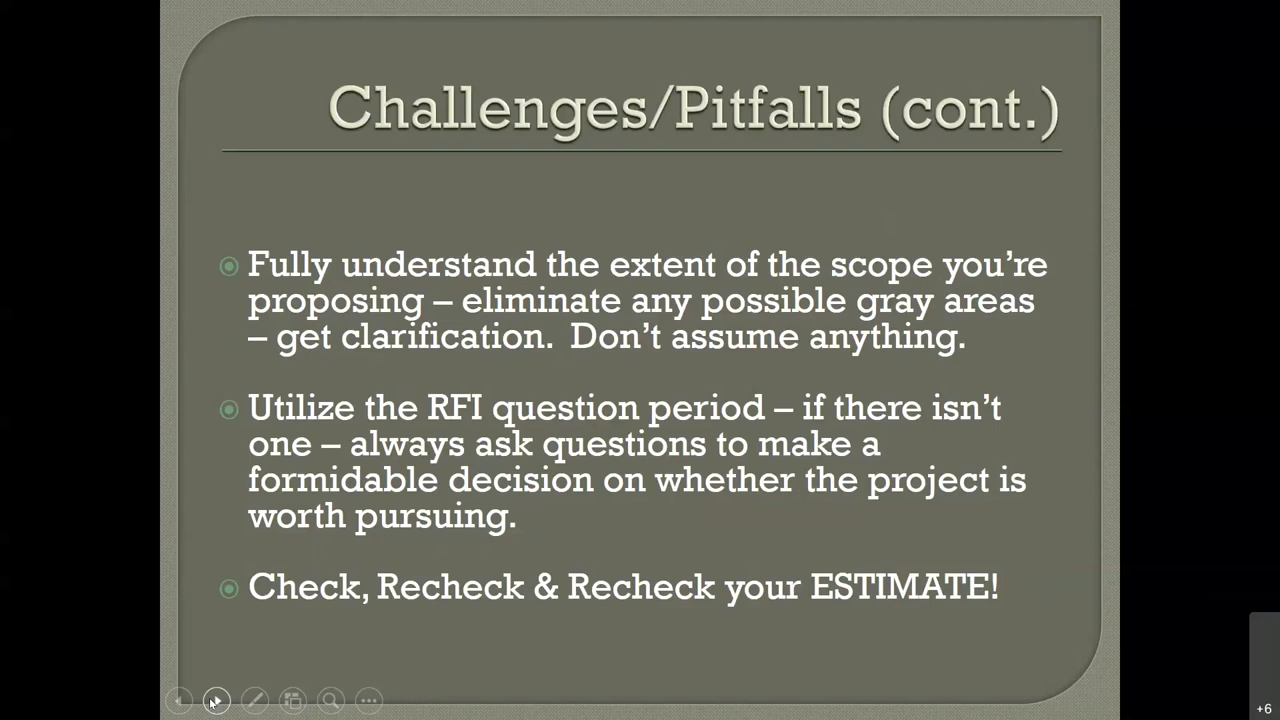 Challenges/Pitfalls (cont.)
Fully understand the extent of the scope you’re
proposing – eliminate any possible gray areas
– get clarification.  Don’t assume anything.
Utilize the RFI question period – if there isn’t
one – always ask questions to make a
formidable decision on whether the project is
worth pursuing.
Check, Recheck & Recheck your ESTIMATE!
+6